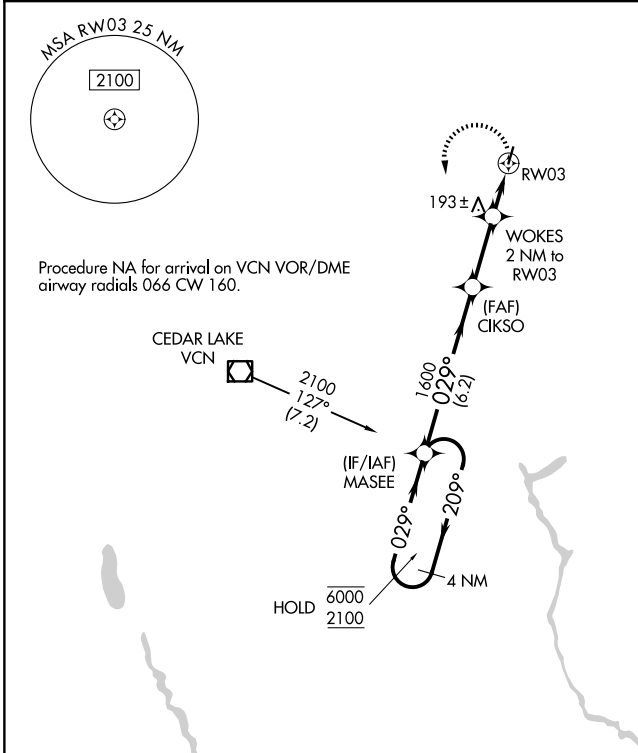 MSA RW03 25 NM
2100
RW03
193±
WOKES
2 NM to
RW03
Procedure NA for arrival on VCN VOR/DME
airway radials 066 CW 160.
(FAF)
CIKSO
CEDAR LAKE
VCN
2100
127°
(7.2)
1600
029°
(6.2)
(IF/IAF)
MASEE
029°
209°
4 NM
HOLD
6000
2100